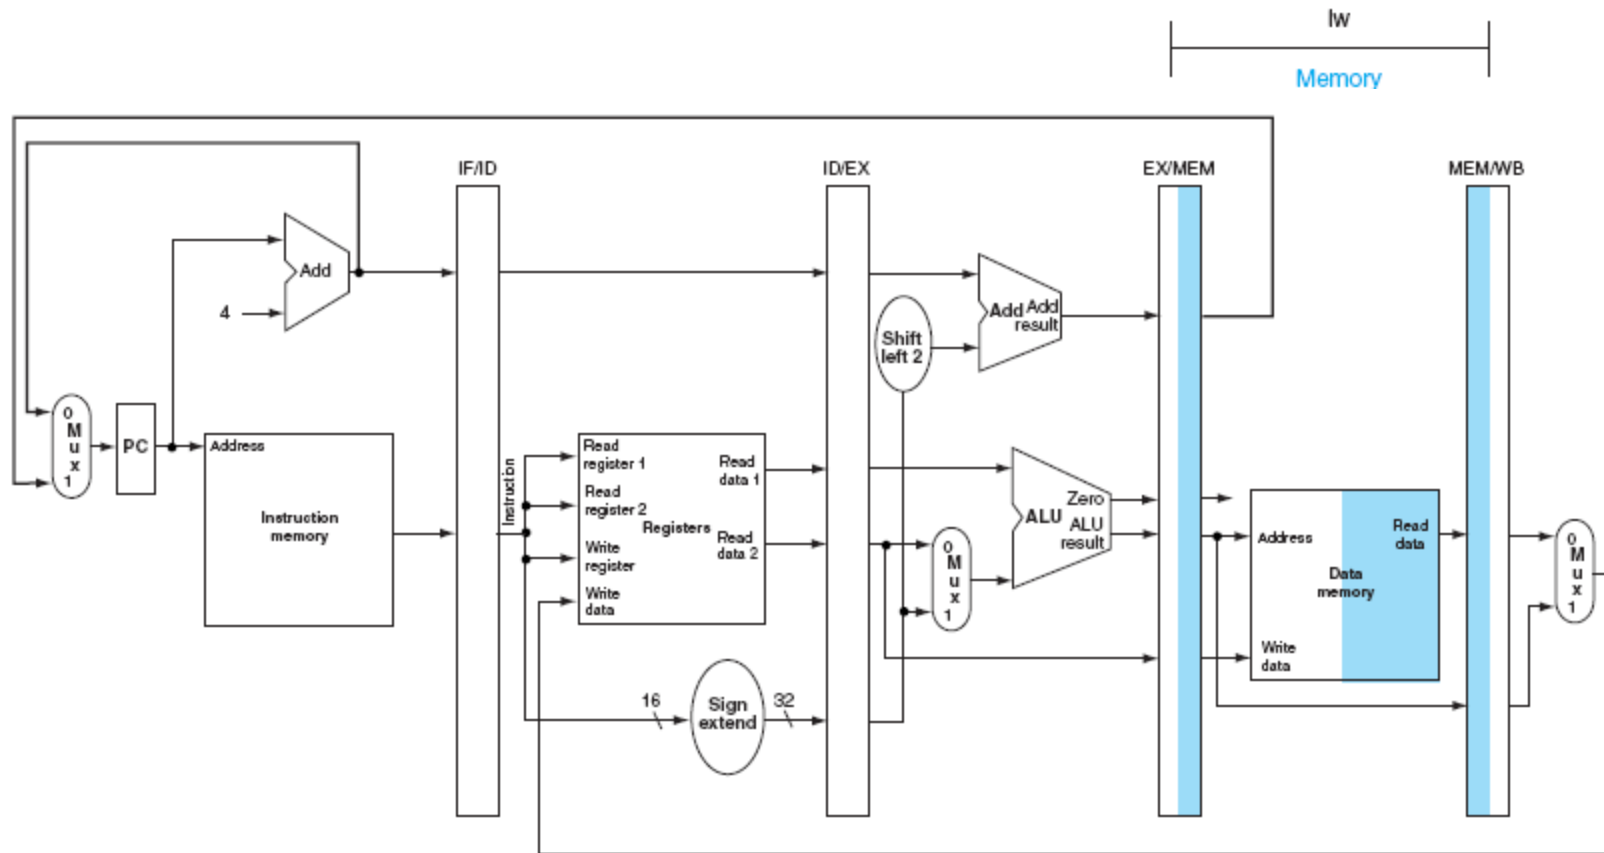 lw
Memory
IF/ID
ID/EX
EX/MEM
MEM/WB
Add
4
Shift
left 2
Add Add
result
0
M
u
x
1
PC
Address
Instruction
memory
Instruction
Read
register 1
Read
register 2
Registers
Write
register
Write
data
Read
data 1
Read
data 2
0
M
u
x
1
Zero
ALU
ALU
result
Address
Read
data
Data
memory
Write
data
0
M
u
x
1
16
Sign
extend
32